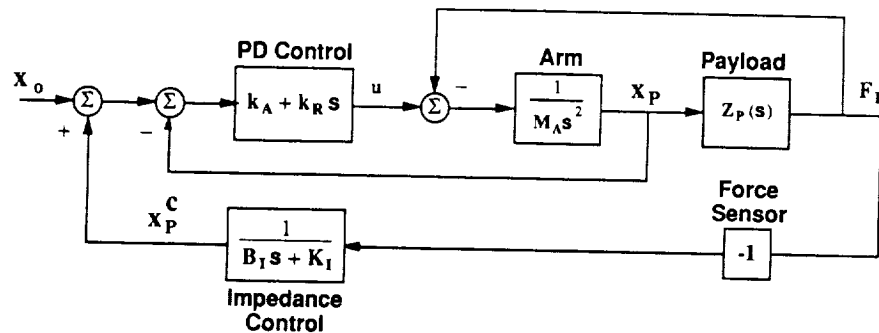 PD Control
Arm
Payload
X o
Σ
Σ
k A + k R s
u
Σ
−
1
M A s 2
X P
Z P (s)
F
+
−
Force
Sensor
X P C
1
B I s + K I
-1
Impedance
Control